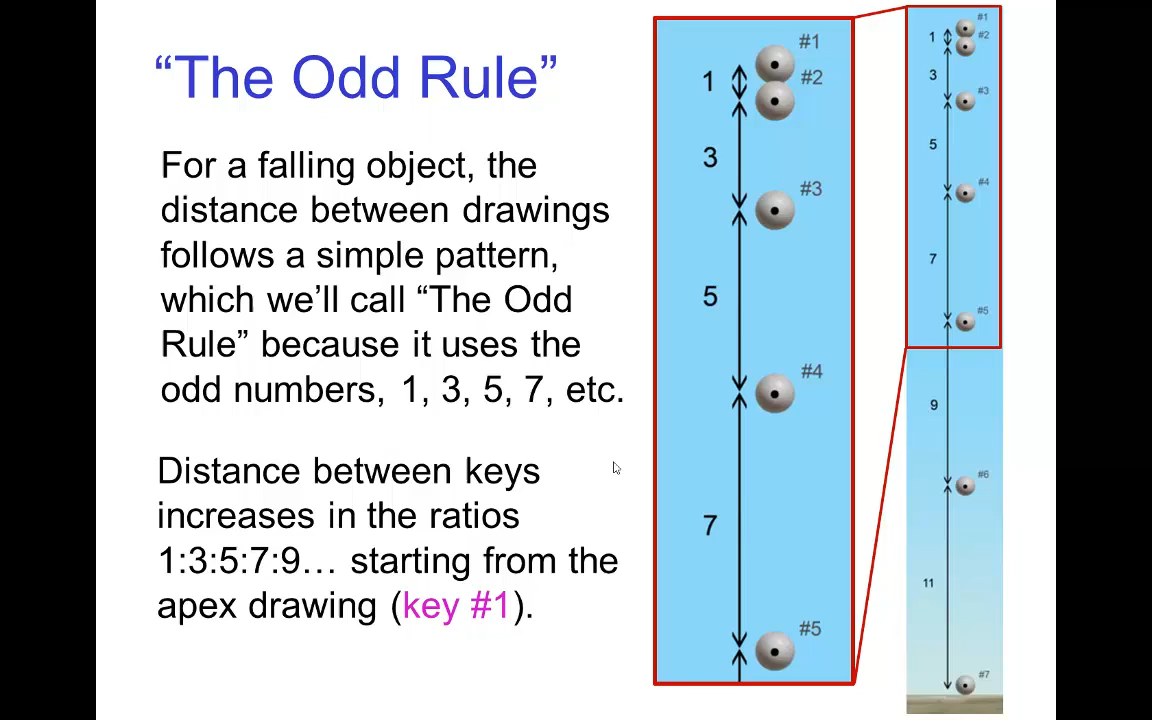 “The Odd Rule”
For a falling object, the
distance between drawings
follows a simple pattern,
which we’ll call “The Odd
Rule” because it uses the
odd numbers, 1, 3, 5, 7, etc.
Distance between keys
increases in the ratios
1:3:5:7:9… starting from the
apex drawing (key #1).
#1
1
#2
3
#3
5
#4
7
#5
#1
1
#2
3
#3
5
#4
7
#5
9
#6
11
#7